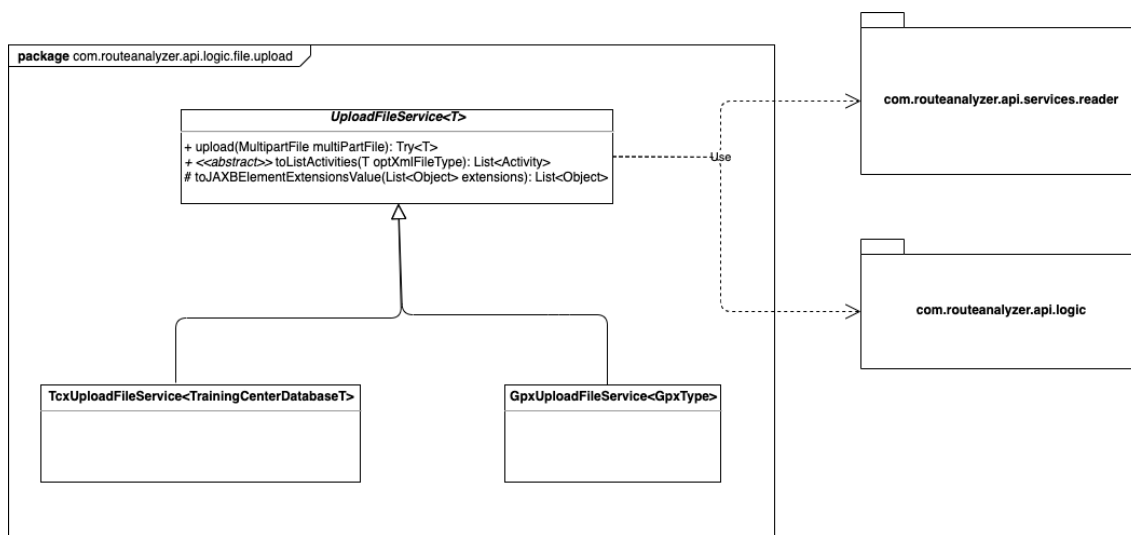 package com.routeanalyzer.api.logic.file.upload
UploadFileService<T>
+ upload(MultipartFile multiPartFile): Try<T>
+ <<abstract>> toListActivities(T optXmlFileType): List<Activity>
# toJAXBElementExtensionsValue(List<Object> extensions): List<Object>
Use
com.routeanalyzer.api.services.reader
com.routeanalyzer.api.logic
TcxUploadFileService<TrainingCenterDatabaseT>
GpxUploadFileService<GpxType>